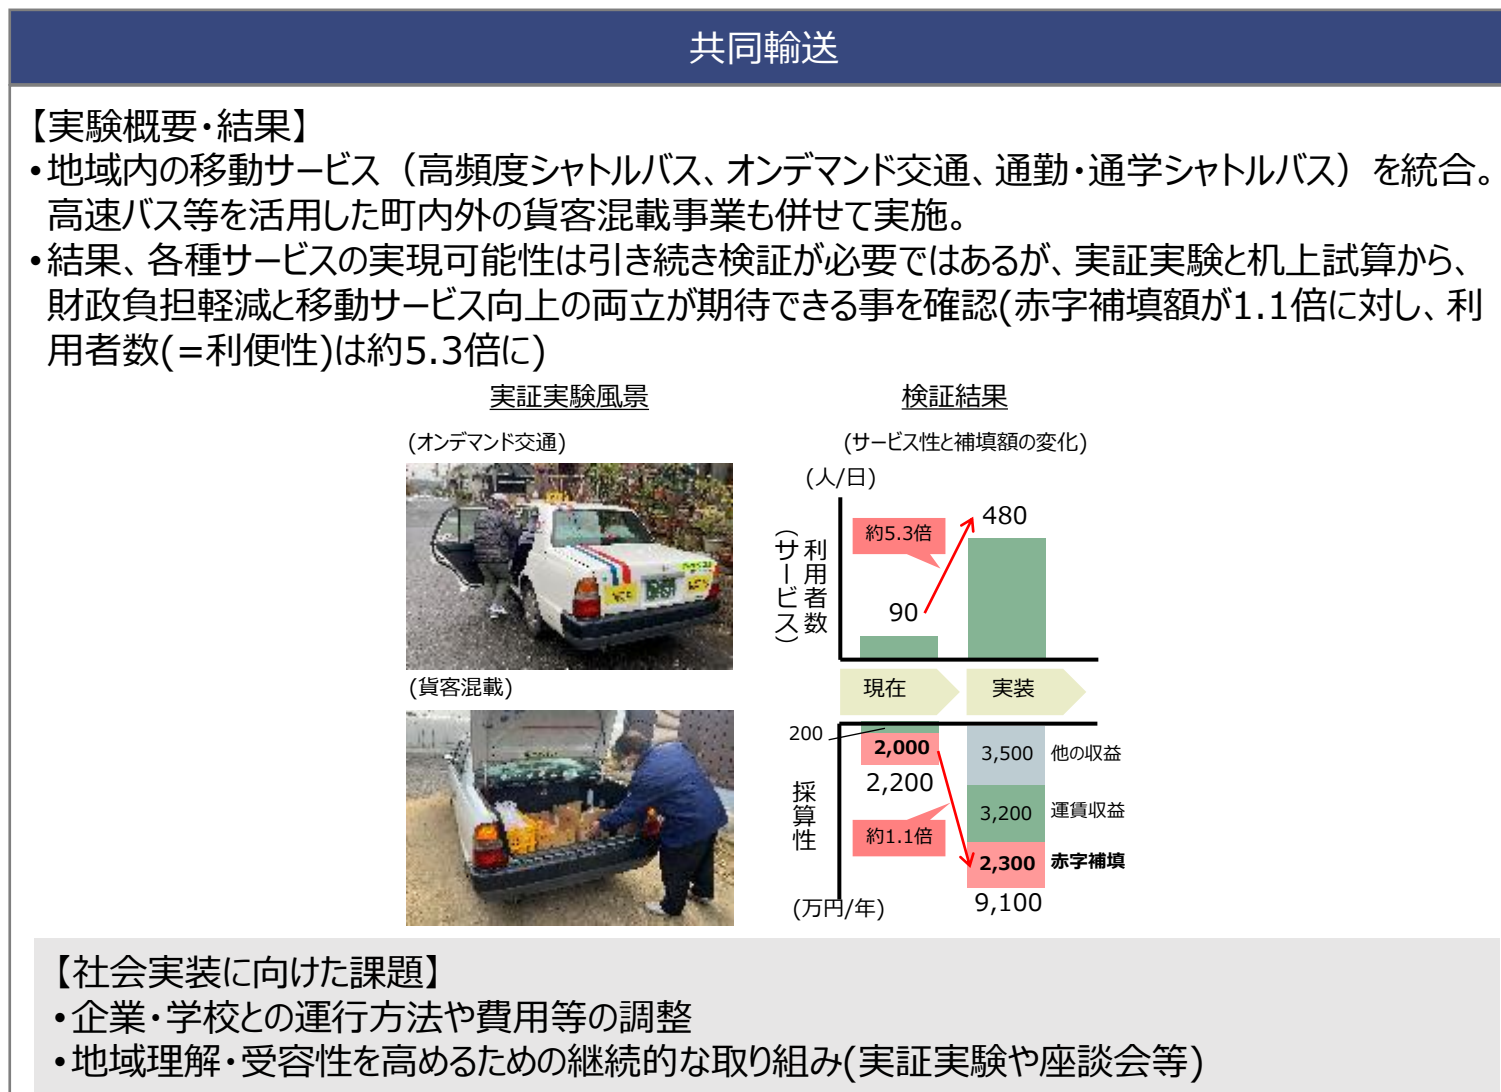 共同輸送
【実験概要・結果】
•地域内の移動サービス（高頻度シャトルバス、オンデマンド交通、通勤・通学シャトルバス）を統合。
高速バス等を活用した町内外の貨客混載事業も併せて実施。
•結果、各種サービスの実現可能性は引き続き検証が必要ではあるが、実証実験と机上試算から、
財政負担軽減と移動サービス向上の両立が期待できる事を確認(赤字補填額が1.1倍に対し、利
用者数(=利便性)は約5.3倍に)
実証実験風景
(オンデマンド交通)
(貨客混載)
検証結果
(サービス性と補填額の変化)
(人/日)
利用者数
(サービス)
約5.3倍
480
90
現在
実装
200
2,000
2,200
3,500
他の収益
採算性
約1.1倍
3,200
運賃収益
2,300
赤字補填
(万円/年)
9,100
【社会実装に向けた課題】
•企業・学校との運行方法や費用等の調整
•地域理解・受容性を高めるための継続的な取り組み(実証実験や座談会等)